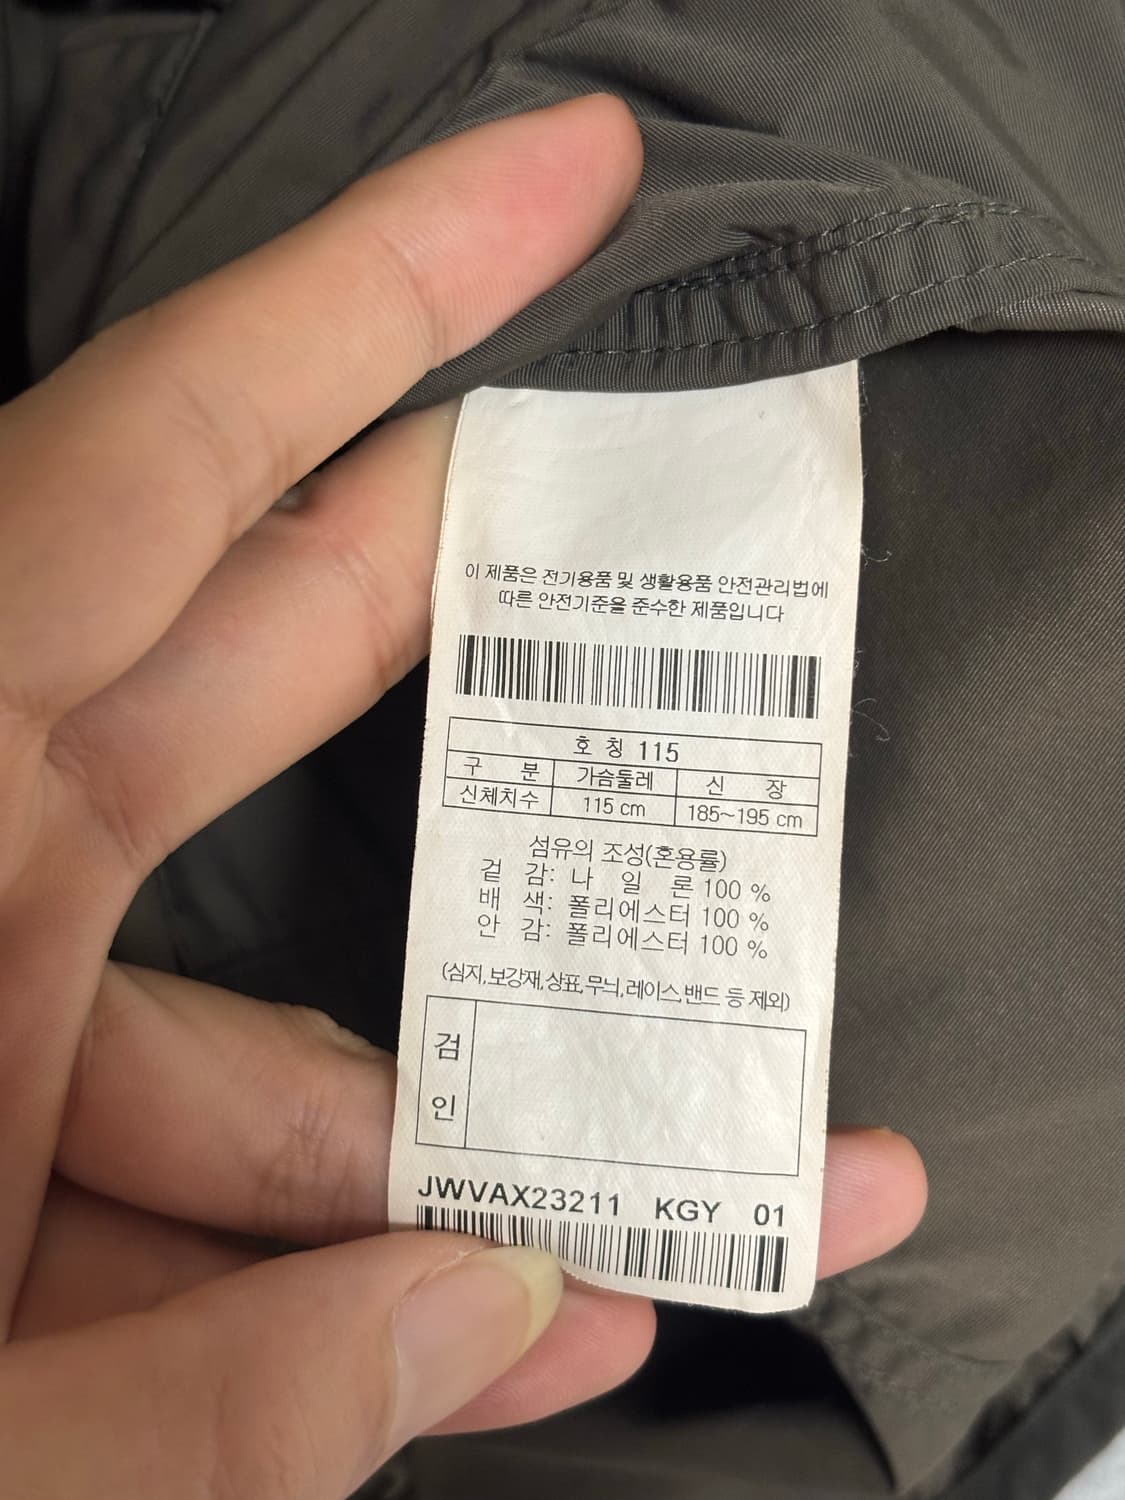 이 제품은 전기용품 및 생활용품 안전관리법에
따른 안전기준을 준수한 제품입니다
호 칭 115
구 분 가슴둘레 신 장
신체치수 115 cm 185~195 cm
섬유의 조성(혼용률)
겉 감: 나 일 론 100 %
배 색: 폴리에스터 100 %
안 감: 폴리에스터 100 %
(심지,보강재,상표,무늬,레이스,밴드 등 제외)
검
인
JWVAX23211 KGY 01